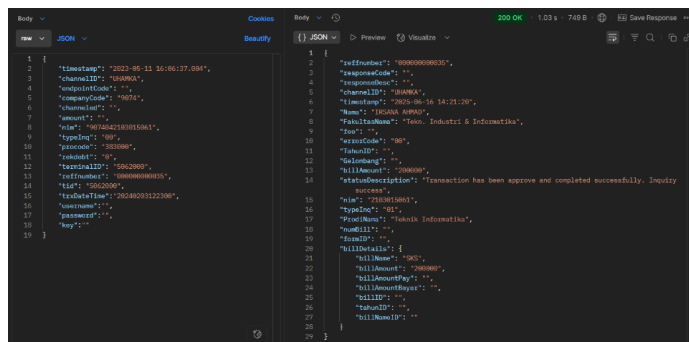 Body Cookies
raw JSON Beautify
1 {
2 "timestamp": "2023-05-11 16:06:37.004",
3 "channelID": "UHAMKA",
4 "endpointCode": "",
5 "companyCode": "9074",
6 "channeled": "",
7 "amount": "",
8 "nim": "9074042103015061",
9 "typeInq": "00",
10 "procode": "383000",
11 "rekdebt": "0",
12 "terminalID": "5062000",
13 "reffnumber": "000000000035",
14 "tid": "5062000",
15 "trxDateTime":"20240203122300",
16 "username":"",
17 "password":"",
18 "key":""
19 }
Body 200 OK 1.03 s 749 B Save Response
{} JSON Preview Visualize
1 {
2 "reffnumber": "000000000035",
3 "responseCode": "",
4 "responseDesc": "",
5 "channelID": "UHAMKA",
6 "timestamp": "2025-06-16 14:21:20",
7 "Nama": "IRSANA AHMAD",
8 "FakultasNama": "Tekn. Industri & Informatika",
9 "fee": "",
10 "errorCode": "00",
11 "TahunID": "",
12 "Gelombang": "",
13 "billAmount": "200000",
14 "statusDescription": "Transaction has been approve and completed successfully. Inquiry
success",
15 "nim": "2103015061",
16 "typeInq": "01",
17 "ProdiNama": "Teknik Informatika",
18 "numBill": "",
19 "formID": "",
20 "billDetails": {
21 "billName": "SKS",
22 "billAmount": "200000",
23 "billAmountPay": "",
24 "billAmountBayar": "",
25 "billID": "",
26 "tahunID": "",
27 "billNameID": ""
28 }
29 }